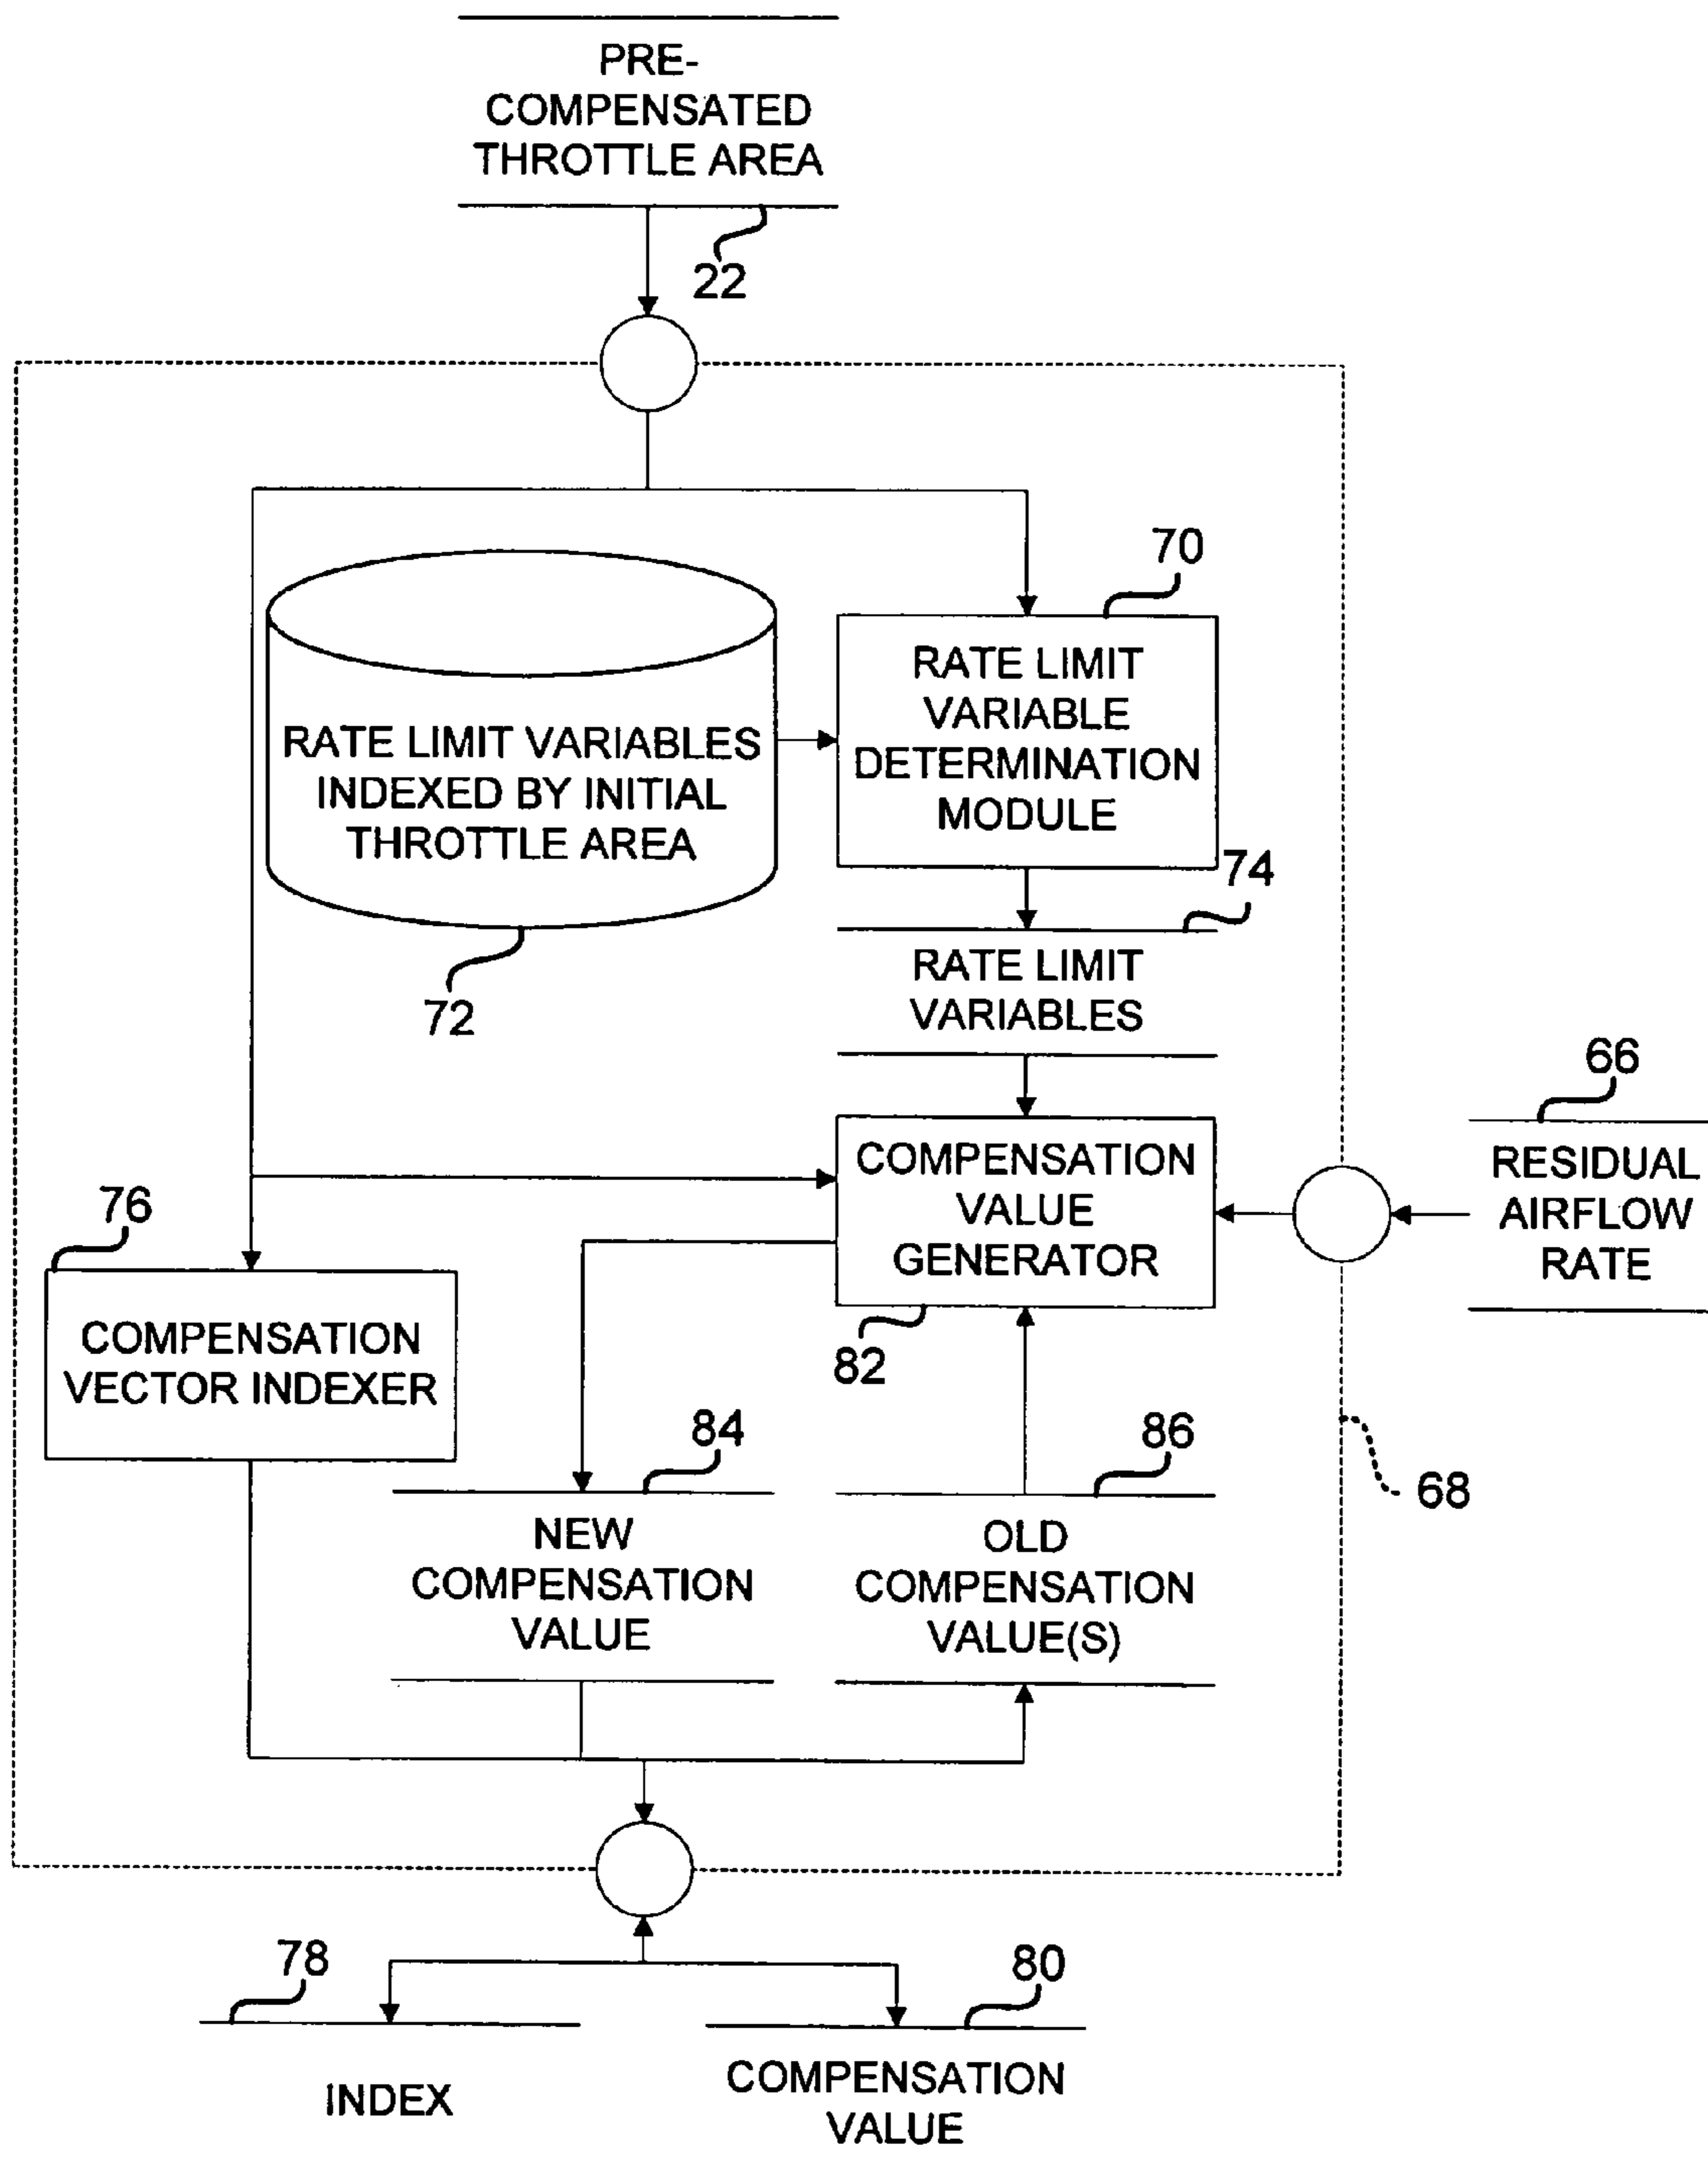 PRE-
COMPENSATED
THROTTLE AREA
22
70
RATE LIMIT
VARIABLE
DETERMINATION
MODULE
RATE LIMIT VARIABLES
INDEXED BY INITIAL
THROTTLE AREA
72
74
RATE LIMIT
VARIABLES
66
RESIDUAL
AIRFLOW
RATE
COMPENSATION
VALUE
GENERATOR
82
76
COMPENSATION
VECTOR INDEXER
84
NEW
COMPENSATION
VALUE
86
OLD
COMPENSATION
VALUE(S)
68
78
INDEX
80
COMPENSATION
VALUE